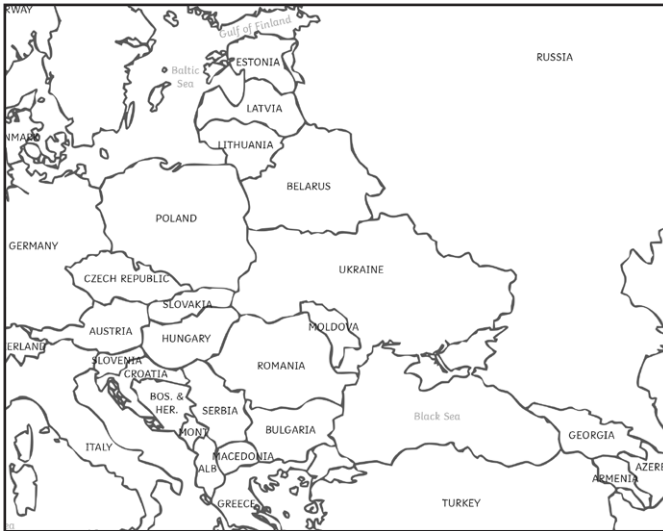 RWAY
Gulf of Finland
ESTONIA
RUSSIA
Baltic
Sea
LATVIA
NMARK
LITHUANIA
BELARUS
POLAND
GERMANY
UKRAINE
CZECH REPUBLIC
SLOVAKIA
MOLDOVA
AUSTRIA
HUNGARY
ERLAND
SLOVENIA
ROMANIA
CROATIA
BOS. &
HER.
SERBIA
Black Sea
BULGARIA
MONT
GEORGIA
ITALY
MACEDONIA
ALB
AZERB
ARMENIA
GREECE
TURKEY